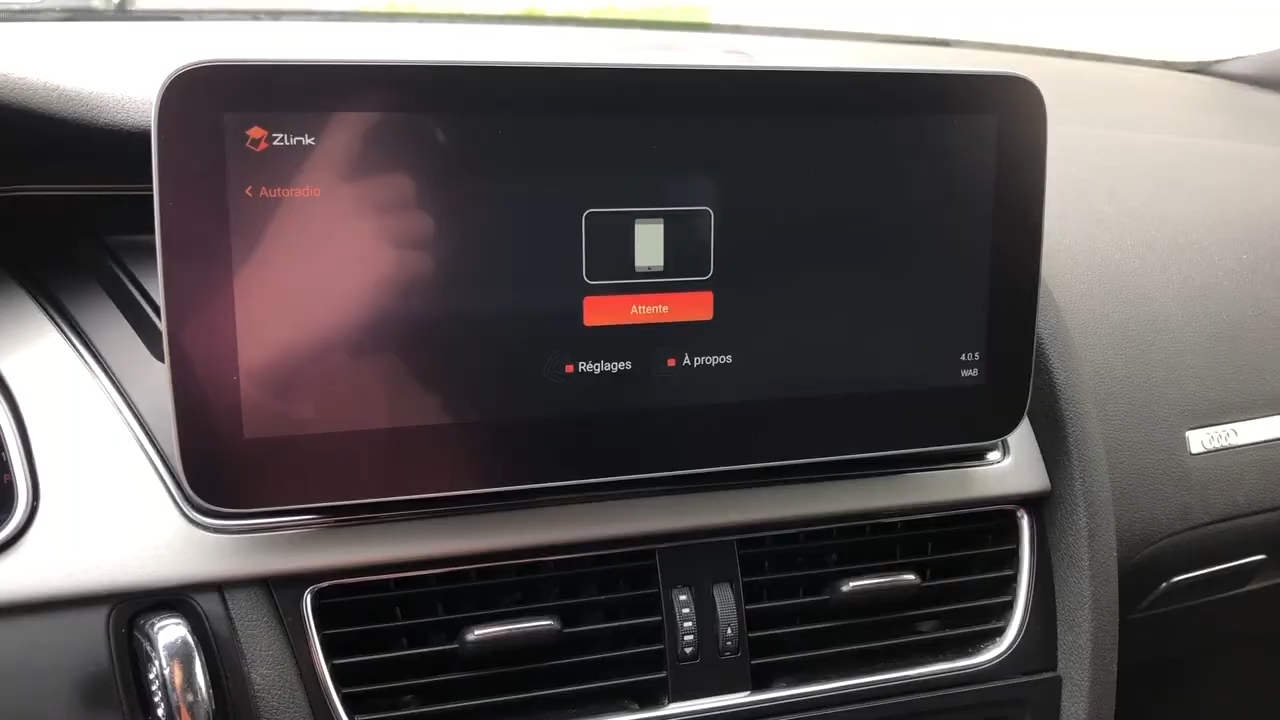 Zlink
< Autoradio
Attente
Réglages
À propos
4.0.5
WAB